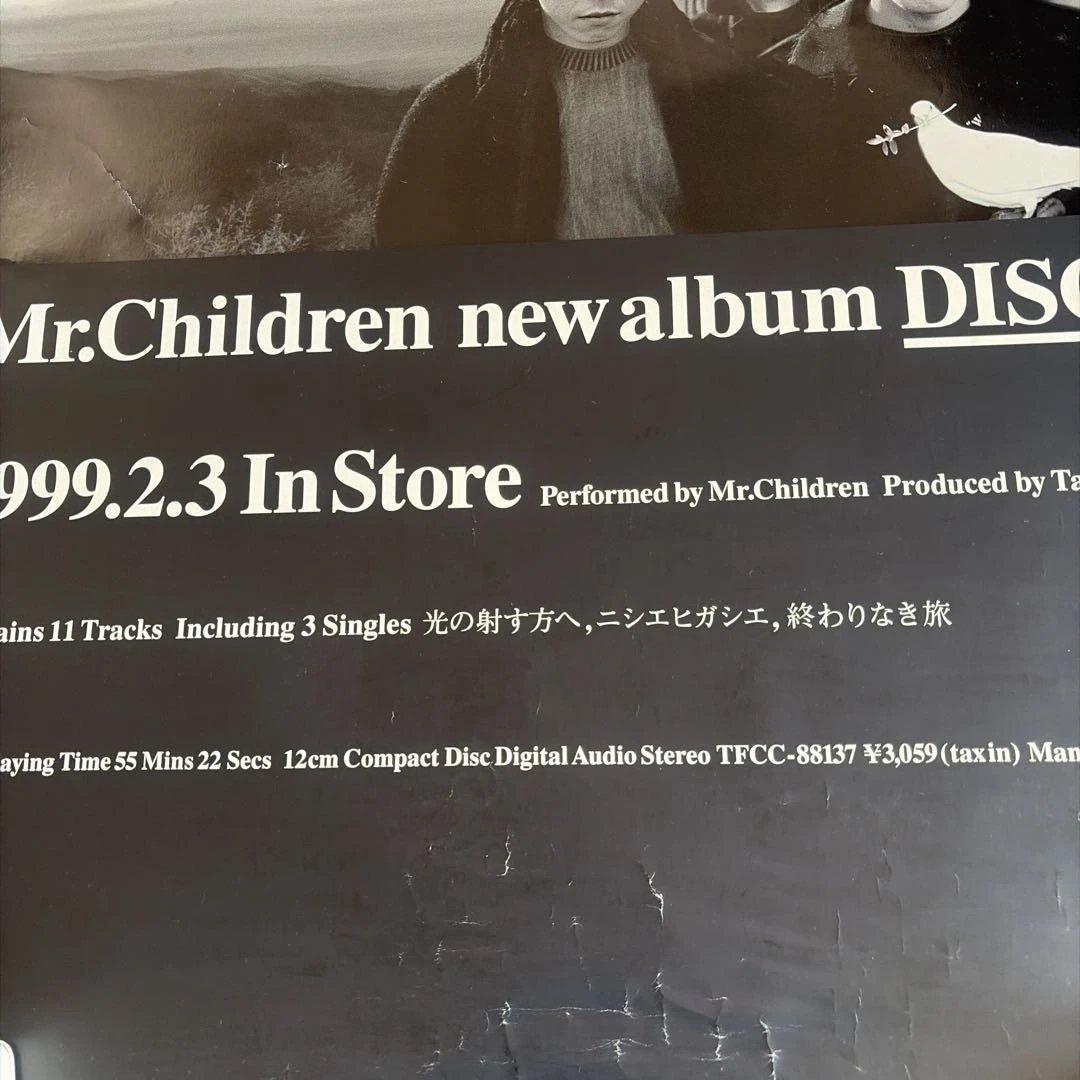 Mr.Children new album DISC
999.2.3 In Store Performed by Mr.Children Produced by Ta
ains 11 Tracks Including 3 Singles 光の射す方へ,ニシエヒガシエ,終わりなき旅
aying Time 55 Mins 22 Secs 12cm Compact Disc Digital Audio Stereo TFCC-88137 ¥3,059(tax in) Man